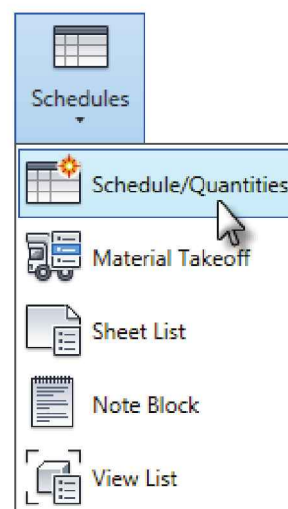 Schedules
Schedule/Quantities
Material Takeoff
Sheet List
Note Block
View List